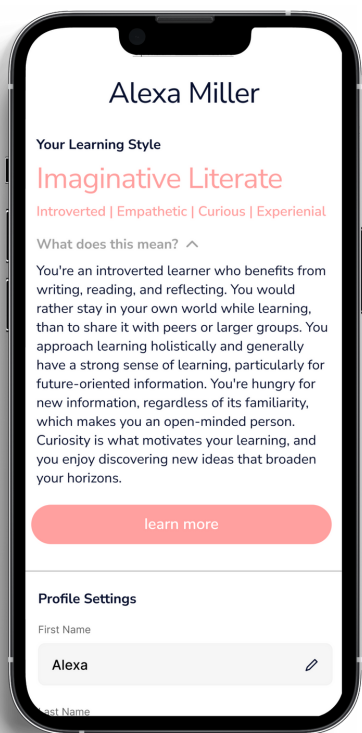 Alexa Miller
Your Learning Style
Imaginative Literate
Introverted | Empathetic | Curious | Experienial
What does this mean?
You're an introverted learner who benefits from
writing, reading, and reflecting. You would
rather stay in your own world while learning,
than to share it with peers or larger groups. You
approach learning holistically and generally
have a strong sense of learning, particularly for
future-oriented information. You're hungry for
new information, regardless of its familiarity,
which makes you an open-minded person.
Curiosity is what motivates your learning, and
you enjoy discovering new ideas that broaden
your horizons.
learn more
Profile Settings
First Name
Alexa
Last Name